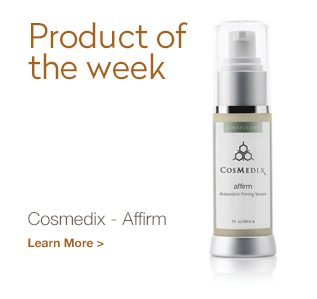 Product of
the week
CosMedix
affirm
Antioxidant Firming Serum
Cosmedix - Affirm
Learn More >